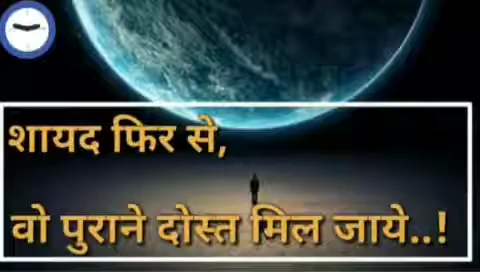 शायद फिर से,
वो पुराने दोस्त मिल जाये..!